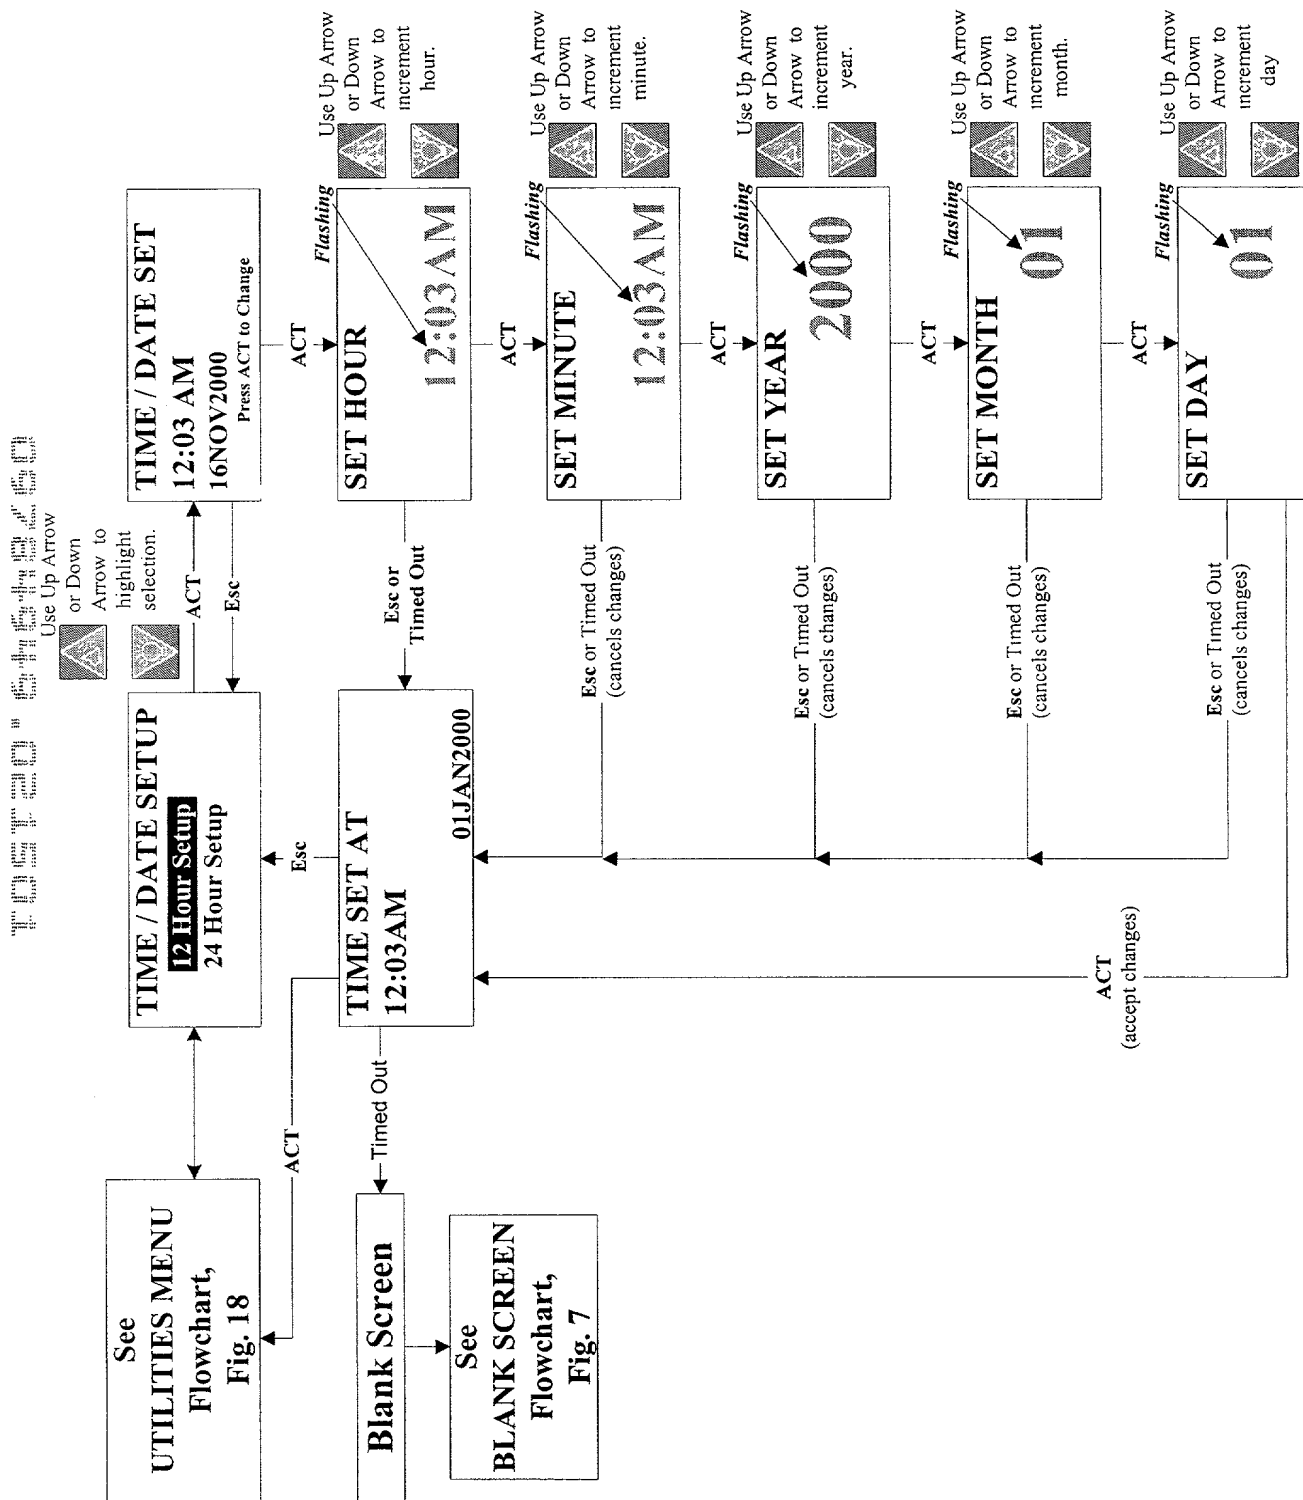 See
UTILITIES MENU
Flowchart,
Fig. 18
TIME / DATE SETUP
12 Hour Setup
24 Hour Setup
Use Up Arrow
or Down
Arrow to
highlight
selection.
ACT
Esc
TIME / DATE SET
12:03 AM
16NOV2000
Press ACT to Change
ACT
Esc
ACT
Blank Screen
Timed Out
TIME SET AT
12:03AM
01JAN2000
Esc or
Timed Out
SET HOUR
12:03AM
Flashing
Use Up Arrow
or Down
Arrow to
increment
hour.
See
BLANK SCREEN
Flowchart,
Fig. 7
ACT
Esc or Timed Out
(cancels changes)
SET MINUTE
12:03AM
Flashing
Use Up Arrow
or Down
Arrow to
increment
minute.
ACT
Esc or Timed Out
(cancels changes)
SET YEAR
2000
Flashing
Use Up Arrow
or Down
Arrow to
increment
year.
ACT
Esc or Timed Out
(cancels changes)
SET MONTH
01
Flashing
Use Up Arrow
or Down
Arrow to
increment
month.
ACT
ACT
(accept changes)
Esc or Timed Out
(cancels changes)
SET DAY
01
Flashing
Use Up Arrow
or Down
Arrow to
increment
day